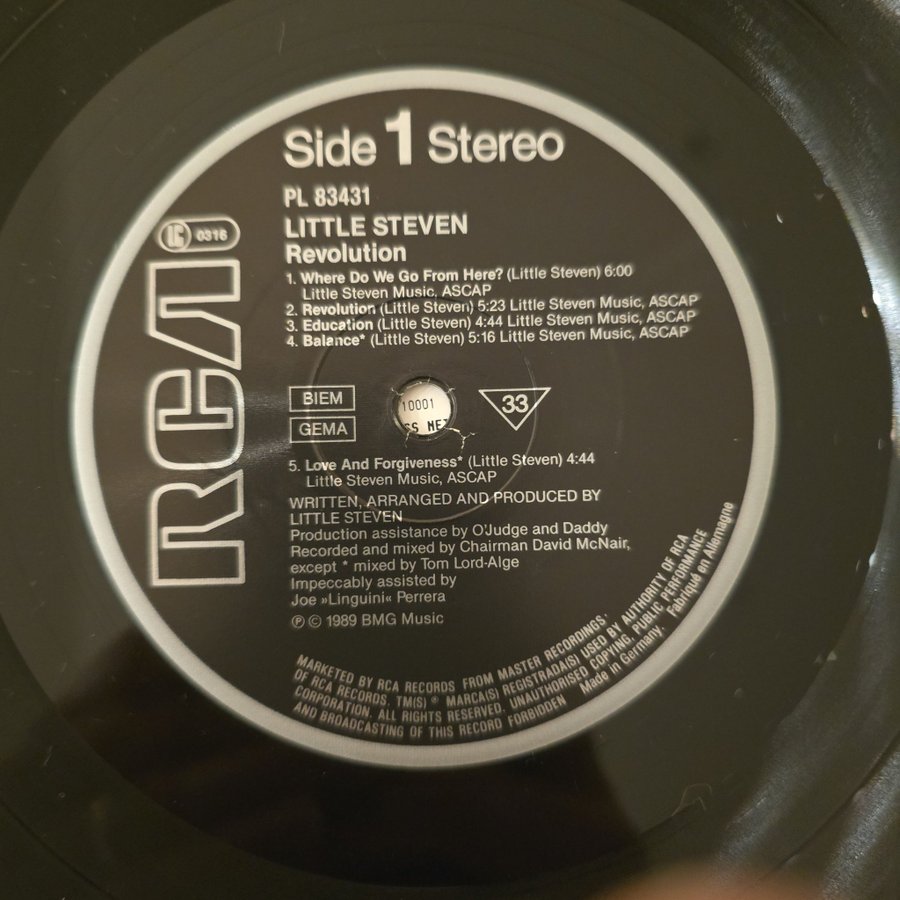 Side 1 Stereo
PL 83431
LITTLE STEVEN
Revolution
1. Where Do We Go From Here? (Little Steven) 6:00
Little Steven Music, ASCAP
2. Revolution (Little Steven) 5:23 Little Steven Music, ASCAP
3. Education (Little Steven) 4:44 Little Steven Music, ASCAP
4. Balance* (Little Steven) 5:16 Little Steven Music, ASCAP
LC 0316
RCA
BIEM
GEMA
10001
33
5. Love And Forgiveness* (Little Steven) 4:44
Little Steven Music, ASCAP
WRITTEN, ARRANGED AND PRODUCED BY
LITTLE STEVEN
Production assistance by O'Judge and Daddy
Recorded and mixed by Chairman David McNair,
except * mixed by Tom Lord-Alge
Impeccably assisted by
Joe »Linguini« Perrera
℗ © 1989 BMG Music
MARKETED BY RCA RECORDS FROM MASTER RECORDINGS.
OF RCA RECORDS. TM(S) ® MARCA(S) REGISTRADA(S) USED BY AUTHORITY OF RCA
CORPORATION. ALL RIGHTS RESERVED. UNAUTHORISED COPYING, PUBLIC PERFORMANCE
AND BROADCASTING OF THIS RECORD FORBIDDEN Made in Germany. Fabriqué en Allemagne